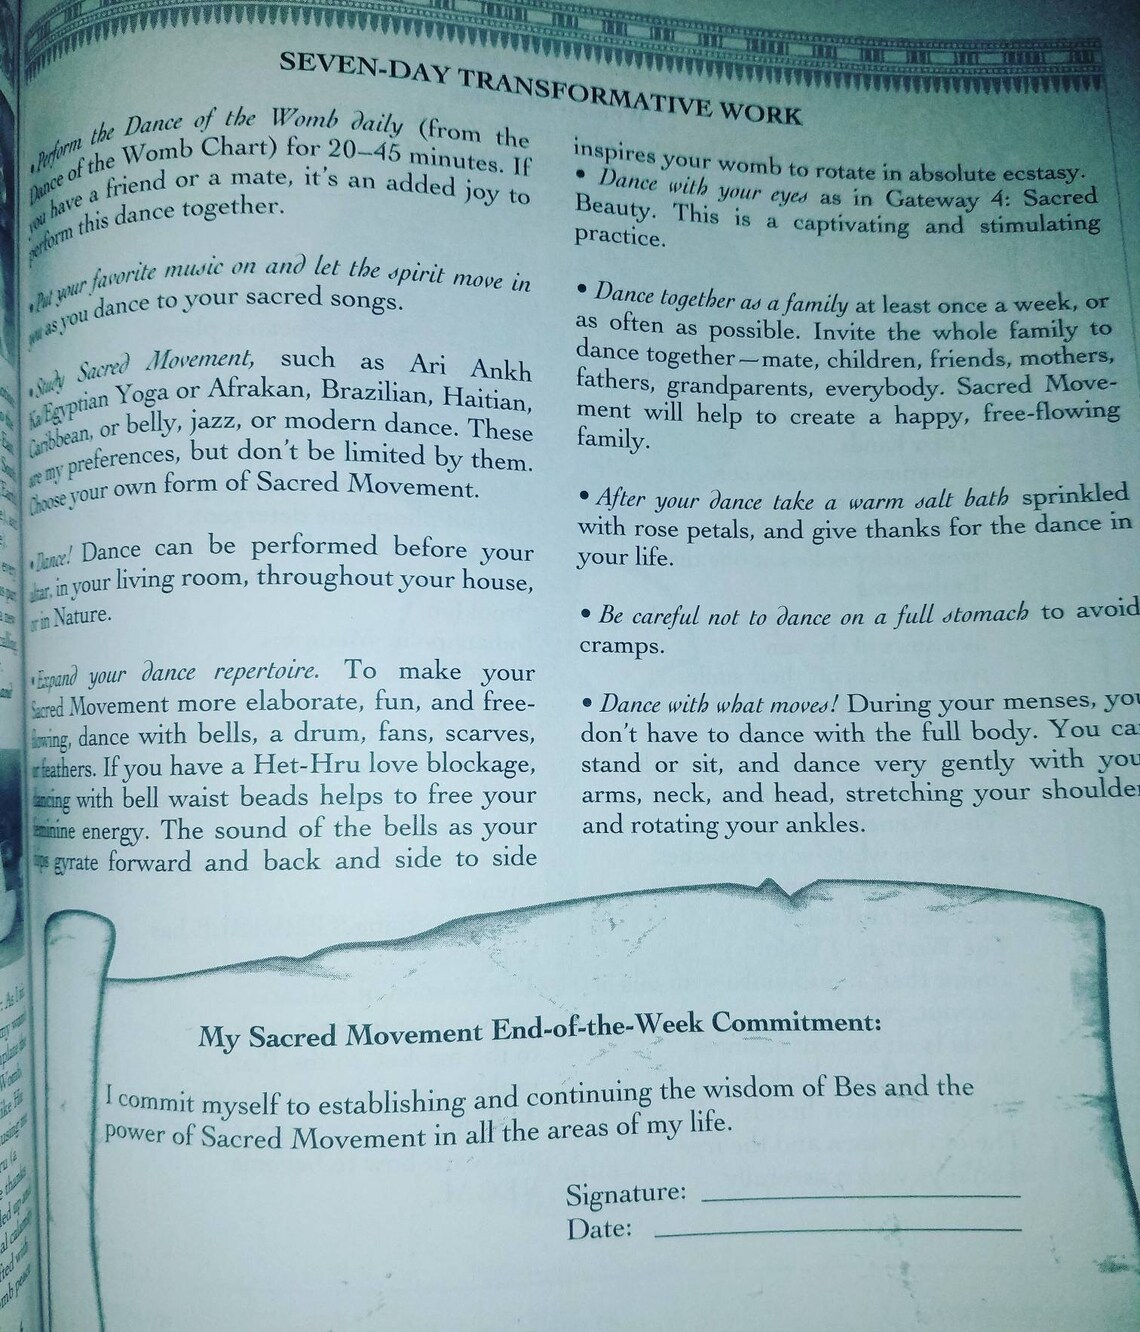 SEVEN-DAY TRANSFORMATIVE WORK
•Perform the Dance of the Womb daily (from the
Dance of the Womb Chart) for 20–45 minutes. If
you have a friend or a mate, it's an added joy to
perform this dance together.
•Put your favorite music on and let the spirit move in
you as you dance to your sacred songs.
•Study Sacred Movement, such as Ari Ankh
Ka Egyptian Yoga or Afrakan, Brazilian, Haitian,
Caribbean, or belly, jazz, or modern dance. These
are my preferences, but don't be limited by them.
Choose your own form of Sacred Movement.
•Dance! Dance can be performed before your
altar, in your living room, throughout your house,
or in Nature.
•Expand your dance repertoire. To make your
Sacred Movement more elaborate, fun, and free-
flowing, dance with bells, a drum, fans, scarves,
or feathers. If you have a Het-Hru love blockage,
dancing with bell waist beads helps to free your
feminine energy. The sound of the bells as your
hips gyrate forward and back and side to side
inspires your womb to rotate in absolute ecstasy.
• Dance with your eyes as in Gateway 4: Sacred
Beauty. This is a captivating and stimulating
practice.
• Dance together as a family at least once a week, or
as often as possible. Invite the whole family to
dance together—mate, children, friends, mothers,
fathers, grandparents, everybody. Sacred Move-
ment will help to create a happy, free-flowing
family.
• After your dance take a warm salt bath sprinkled
with rose petals, and give thanks for the dance in
your life.
• Be careful not to dance on a full stomach to avoid
cramps.
• Dance with what moves! During your menses, you
don't have to dance with the full body. You ca
stand or sit, and dance very gently with you
arms, neck, and head, stretching your shoulder
and rotating your ankles.
My Sacred Movement End-of-the-Week Commitment:
I commit myself to establishing and continuing the wisdom of Bes and the
power of Sacred Movement in all the areas of my life.
Signature:
Date: